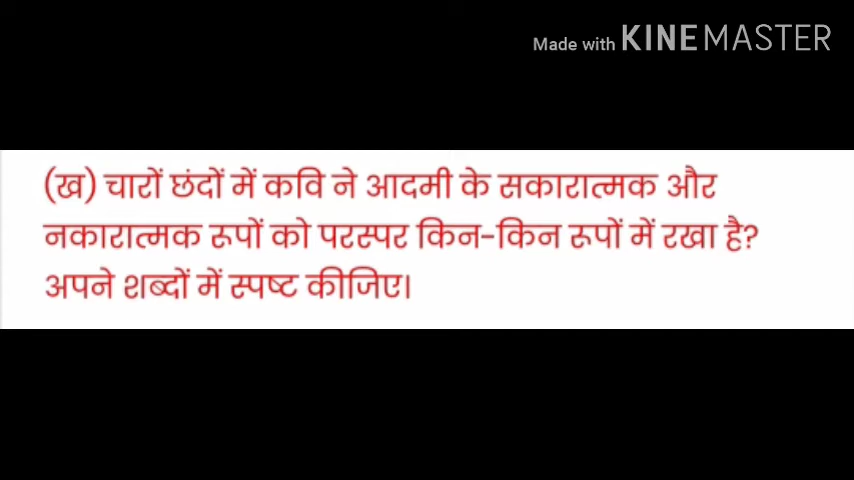 Made with KINEMASTER
(ख) चारों छंदों में कवि ने आदमी के सकारात्मक और
नकारात्मक रूपों को परस्पर किन-किन रूपों में रखा है?
अपने शब्दों में स्पष्ट कीजिए।